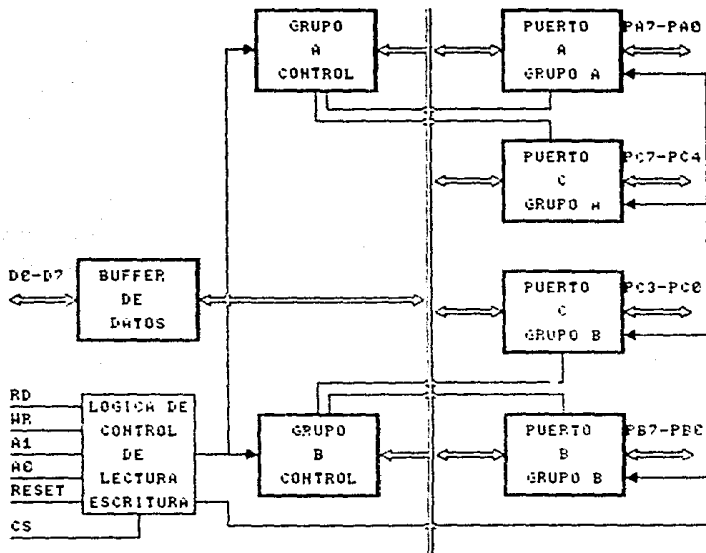 GRUPO
A
CONTROL
PUERTO
A
GRUPO A
PA7-PA0
PUERTO
C
GRUPO A
PC7-PC4
D0-D7
BUFFER
DE
DATOS
PUERTO
C
GRUPO B
PC3-PC0
RD
WR
A1
A0
RESET
CS
LOGICA DE
CONTROL
DE
LECTURA
ESCRITURA
GRUPO
B
CONTROL
PUERTO
B
GRUPO B
PB7-PB0